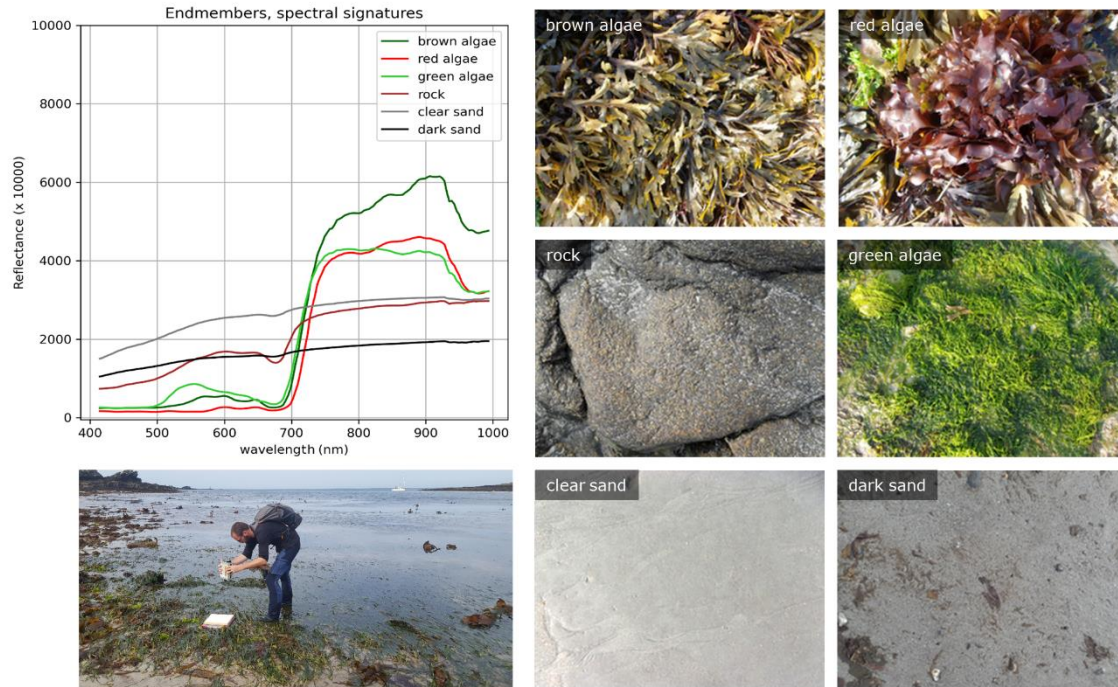 Endmembers, spectral signatures
10000
8000
6000
4000
2000
0
Reflectance (x 10000)
brown algae
red algae
green algae
rock
clear sand
dark sand
400 500 600 700 800 900 1000
wavelength (nm)
brown algae
red algae
rock
green algae
clear sand
dark sand